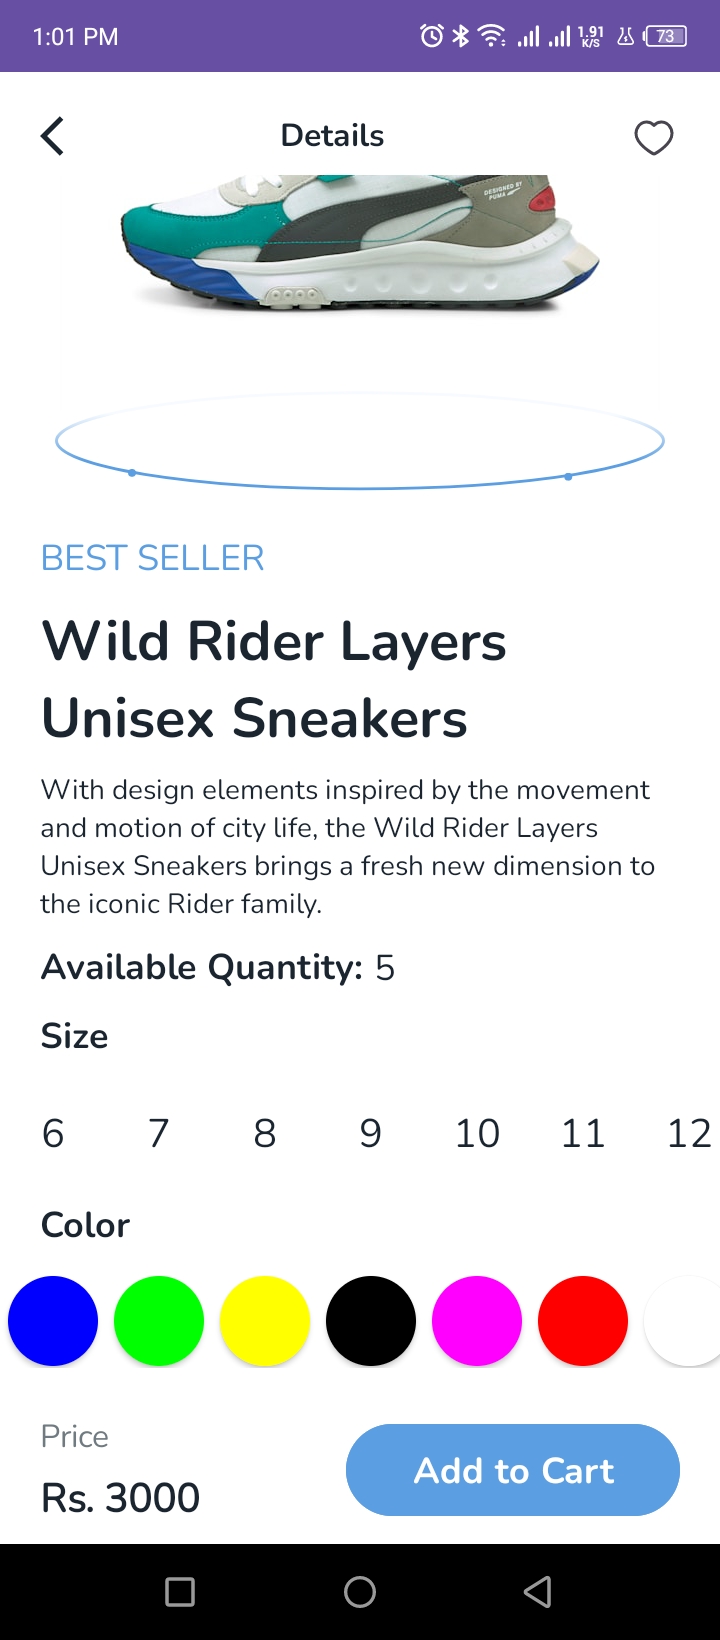 1:01 PM
1.91
K/S
73
Details
DESIGNED BY
PUMA
BEST SELLER
Wild Rider Layers
Unisex Sneakers
With design elements inspired by the movement
and motion of city life, the Wild Rider Layers
Unisex Sneakers brings a fresh new dimension to
the iconic Rider family.
Available Quantity: 5
Size
6 7 8 9 10 11 12
Color
Price
Rs. 3000
Add to Cart